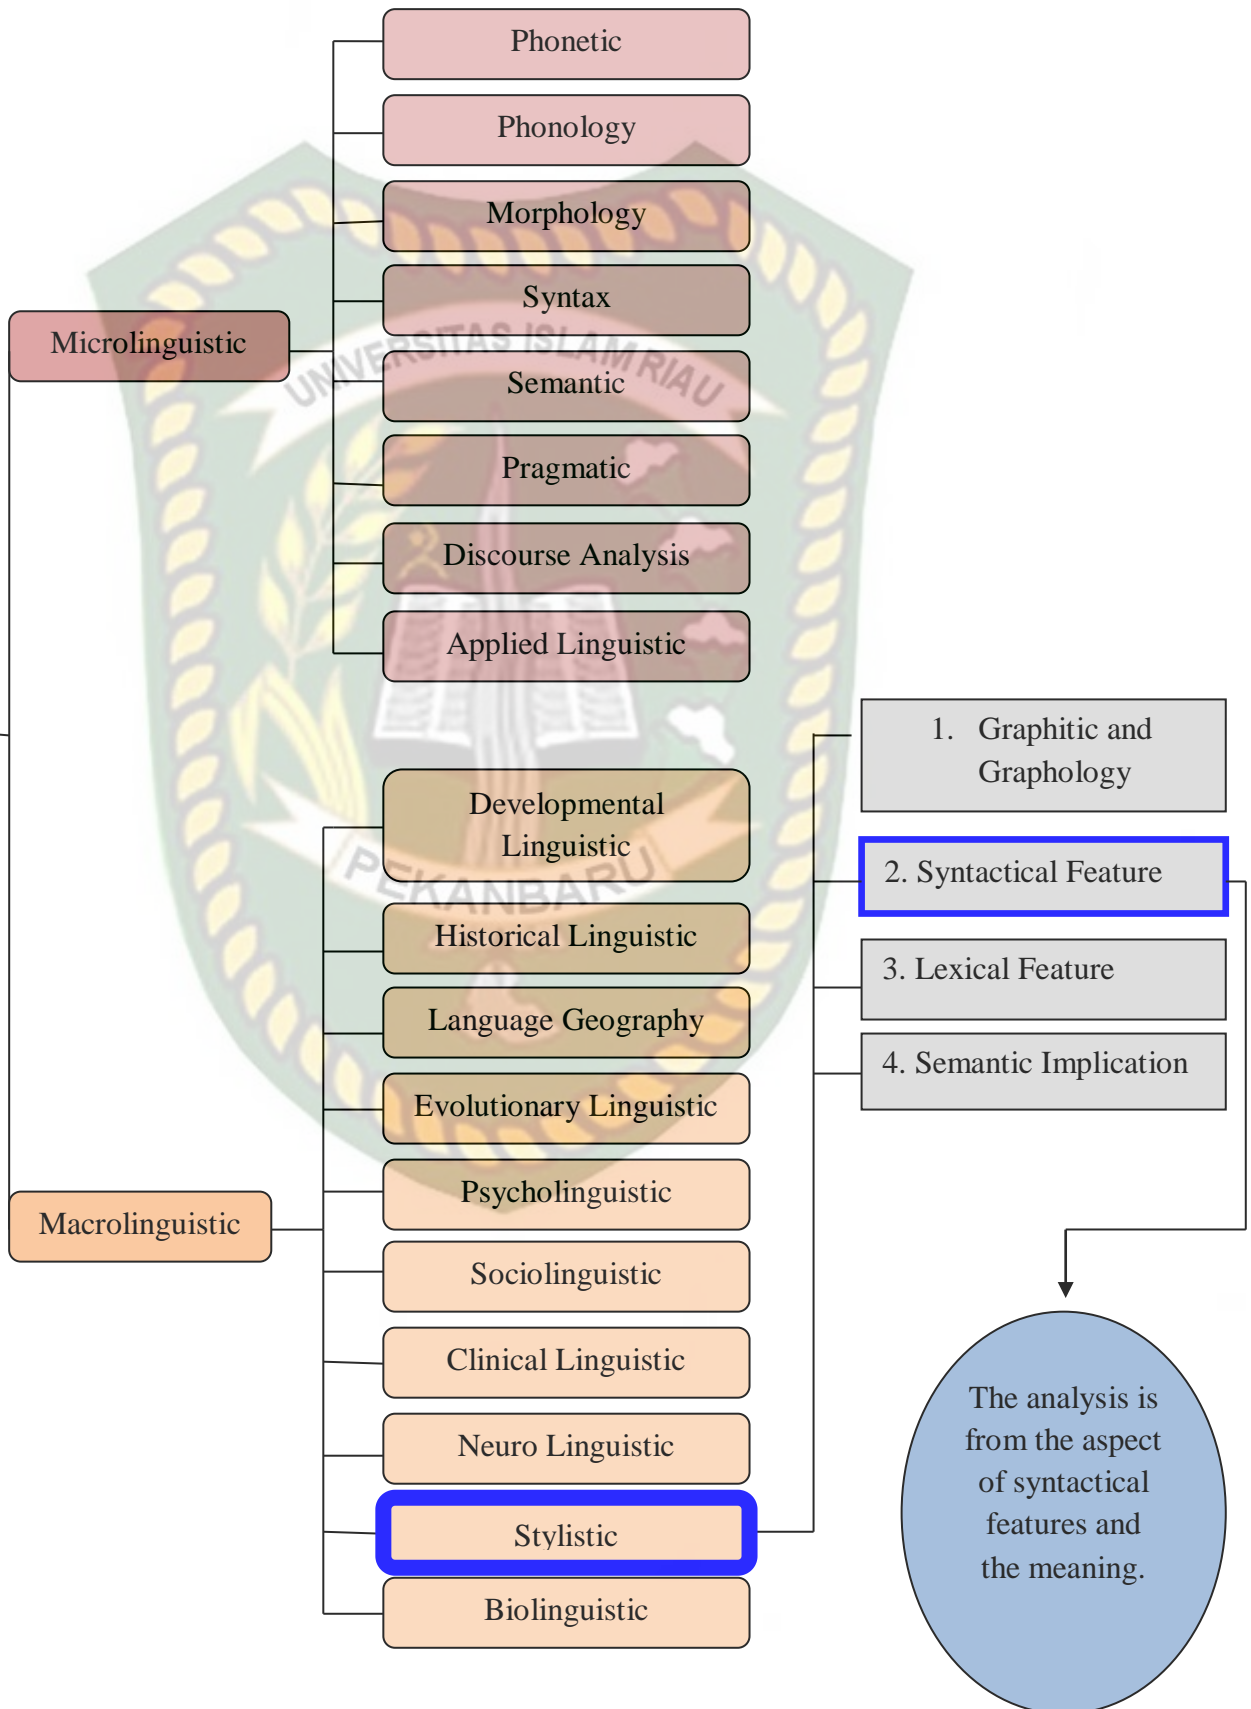 Phonetic
Phonology
Morphology
Syntax
Microlinguistic
UNIVERSITAS ISLAM RIAU
Semantic
Pragmatic
Discourse Analysis
Applied Linguistic
1. Graphitic and
Graphology
Developmental
Linguistic
PEKANBARU
2. Syntactical Feature
Historical Linguistic
3. Lexical Feature
Language Geography
4. Semantic Implication
Evolutionary Linguistic
Psycholinguistic
Macrolinguistic
Sociolinguistic
Clinical Linguistic
Neuro Linguistic
Stylistic
Biolinguistic
The analysis is
from the aspect
of syntactical
features and
the meaning.